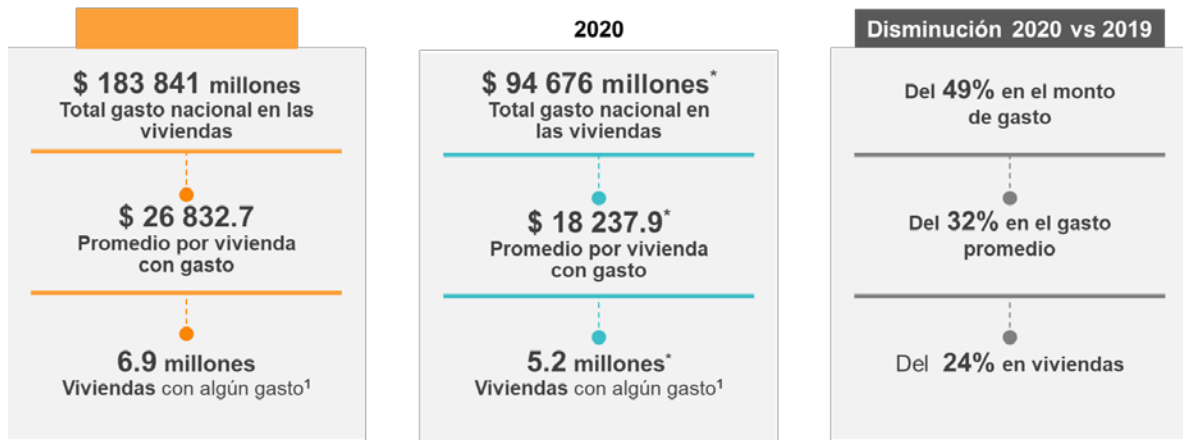 $ 183 841 millones
Total gasto nacional en las
viviendas
$ 26 832.7
Promedio por vivienda
con gasto
6.9 millones
Viviendas con algún gasto¹
2020
$ 94 676 millones*
Total gasto nacional en
las viviendas
$ 18 237.9*
Promedio por vivienda
con gasto
5.2 millones*
Viviendas con algún gasto¹
Disminución 2020 vs 2019
Del 49% en el monto
de gasto
Del 32% en el gasto
promedio
Del 24% en viviendas